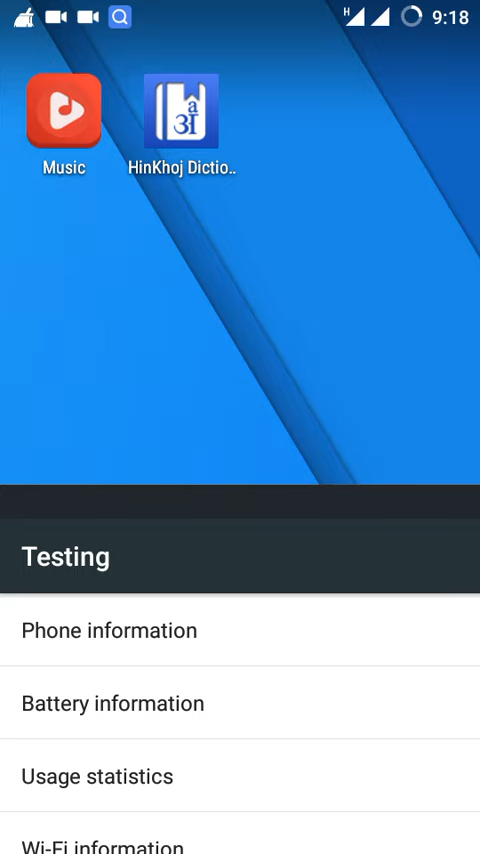 H 9:18
a
अ
Music HinKhoj Dictio..
Testing
Phone information
Battery information
Usage statistics
Wi-Fi information